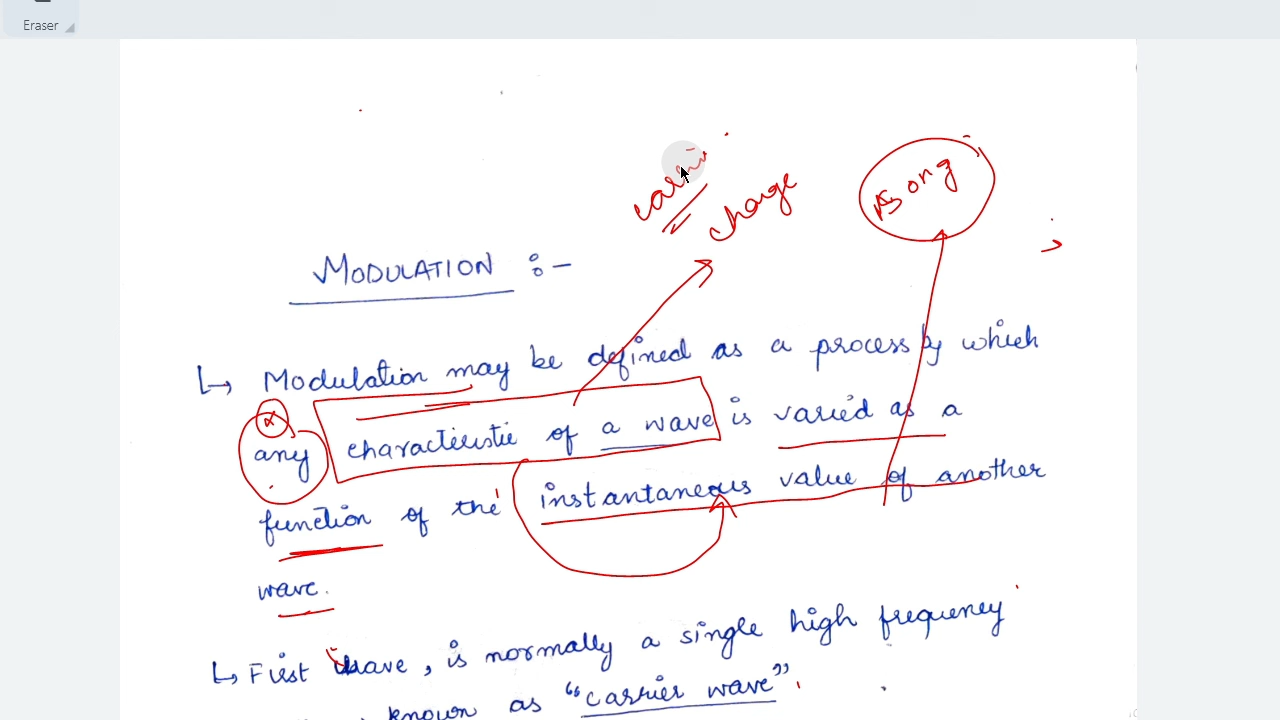 Eraser
carri
change
song
MODULATION :-
↳ Modulation may be defined as a process by which
any characteristic of a wave is varied as a
function of the instantaneous value of another
wave.
↳ First wave, is normally a single high frequency
known as "carrier wave".